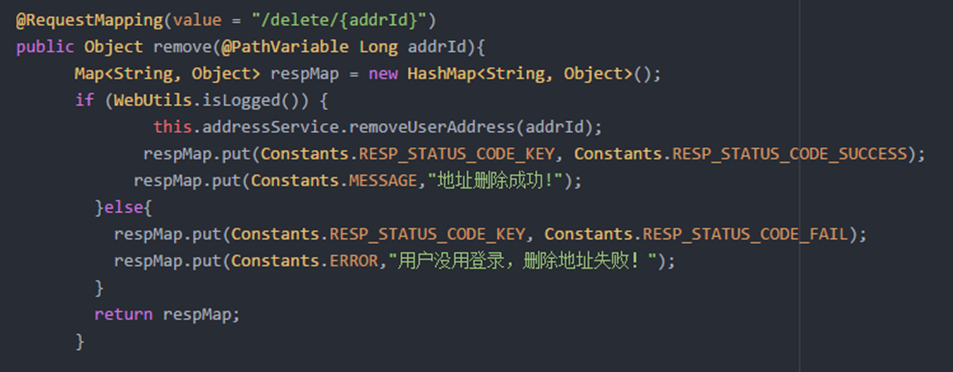 @RequestMapping(value = "/delete/{addrId}")
public Object remove(@PathVariable Long addrId){
Map<String, Object> respMap = new HashMap<String, Object>();
if (WebUtils.isLogged()) {
this.addressService.removeUserAddress(addrId);
respMap.put(Constants.RESP_STATUS_CODE_KEY, Constants.RESP_STATUS_CODE_SUCCESS);
respMap.put(Constants.MESSAGE,"地址删除成功!");
}else{
respMap.put(Constants.RESP_STATUS_CODE_KEY, Constants.RESP_STATUS_CODE_FAIL);
respMap.put(Constants.ERROR,"用户没用登录，删除地址失败！");
}
return respMap;
}